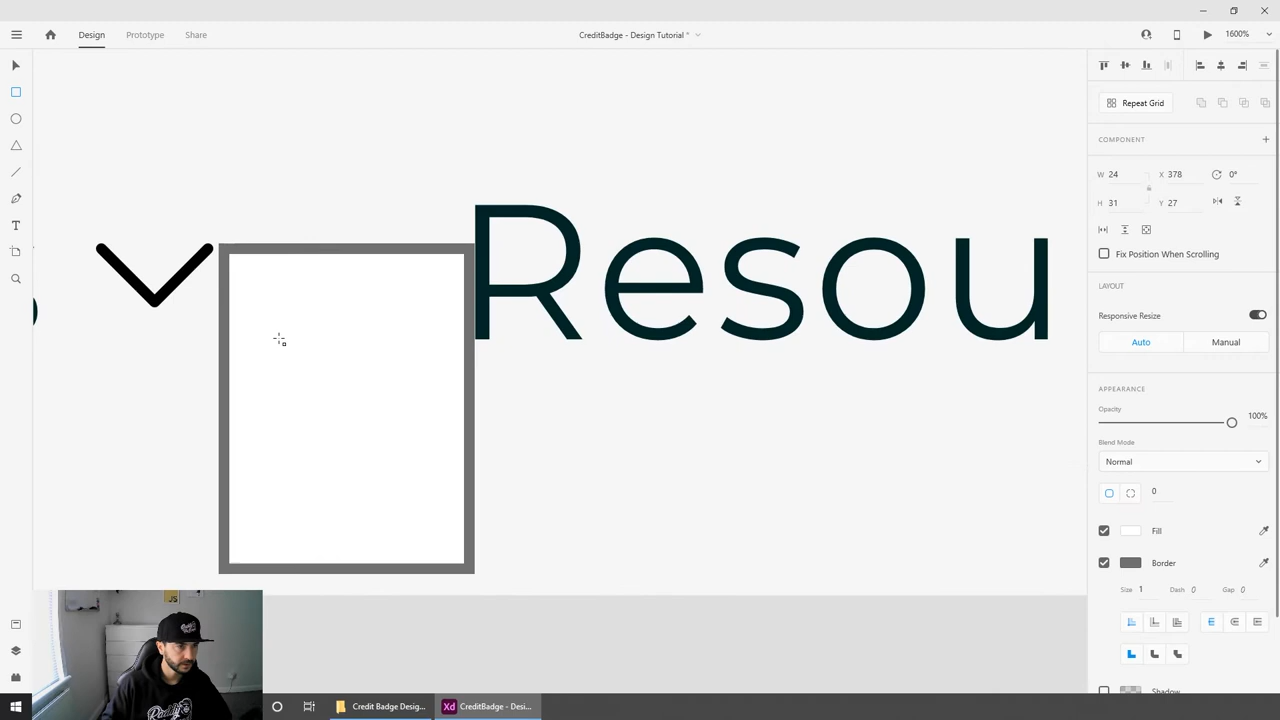 Design
Prototype
Share
CreditBadge - Design Tutorial *
1600%
Repeat Grid
COMPONENT
W 24
X 378
0°
H 31
Y 27
Fix Position When Scrolling
LAYOUT
Responsive Resize
Auto
Manual
APPEARANCE
Opacity
100%
Blend Mode
Normal
0
Fill
Border
Size 1
Dash 0
Gap 0
Shadow
Resou
T
JS
Credit Badge Desig...
Xd
CreditBadge - Desi...